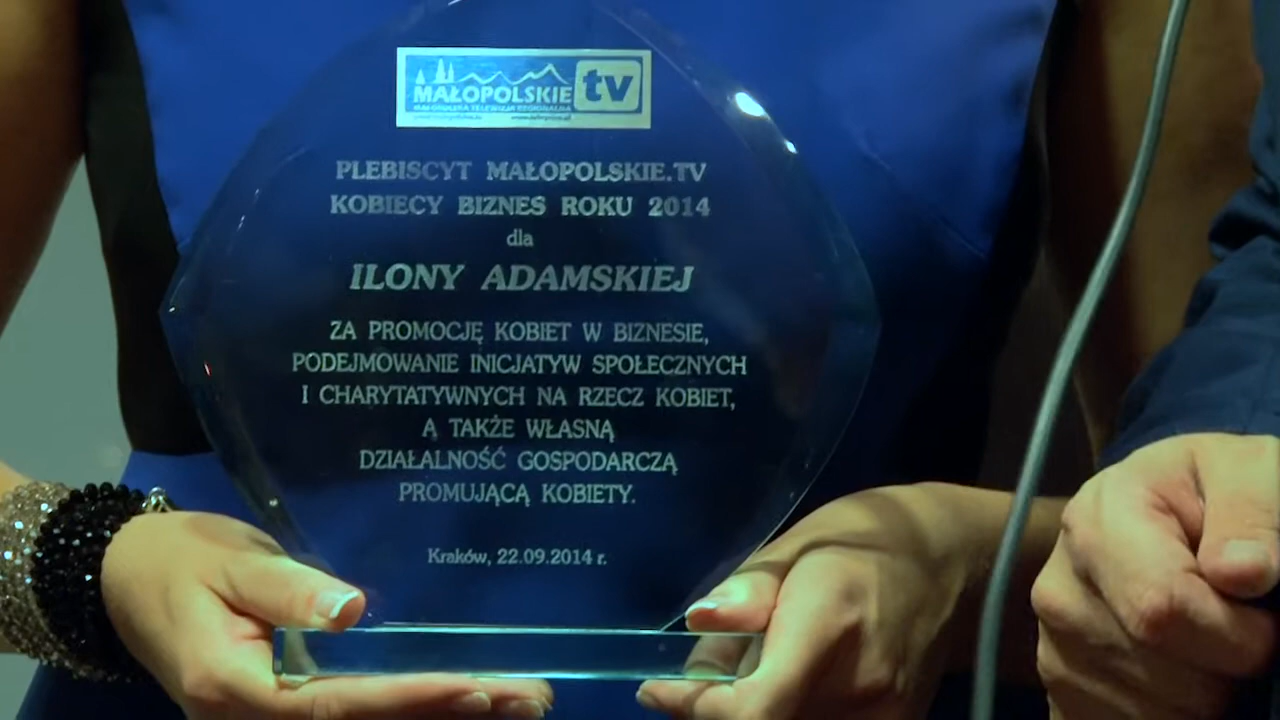 MAŁOPOLSKIE tv
PLEBISCYT MAŁOPOLSKIE.TV
KOBIECY BIZNES ROKU 2014
dla
ILONY ADAMSKIEJ
ZA PROMOCJĘ KOBIET W BIZNESIE,
PODEJMOWANIE INICJATYW SPOŁECZNYCH
I CHARYTATYWNYCH NA RZECZ KOBIET,
A TAKŻE WŁASNĄ
DZIAŁALNOŚĆ GOSPODARCZĄ
PROMUJĄCĄ KOBIETY.
Kraków, 22.09.2014 r.